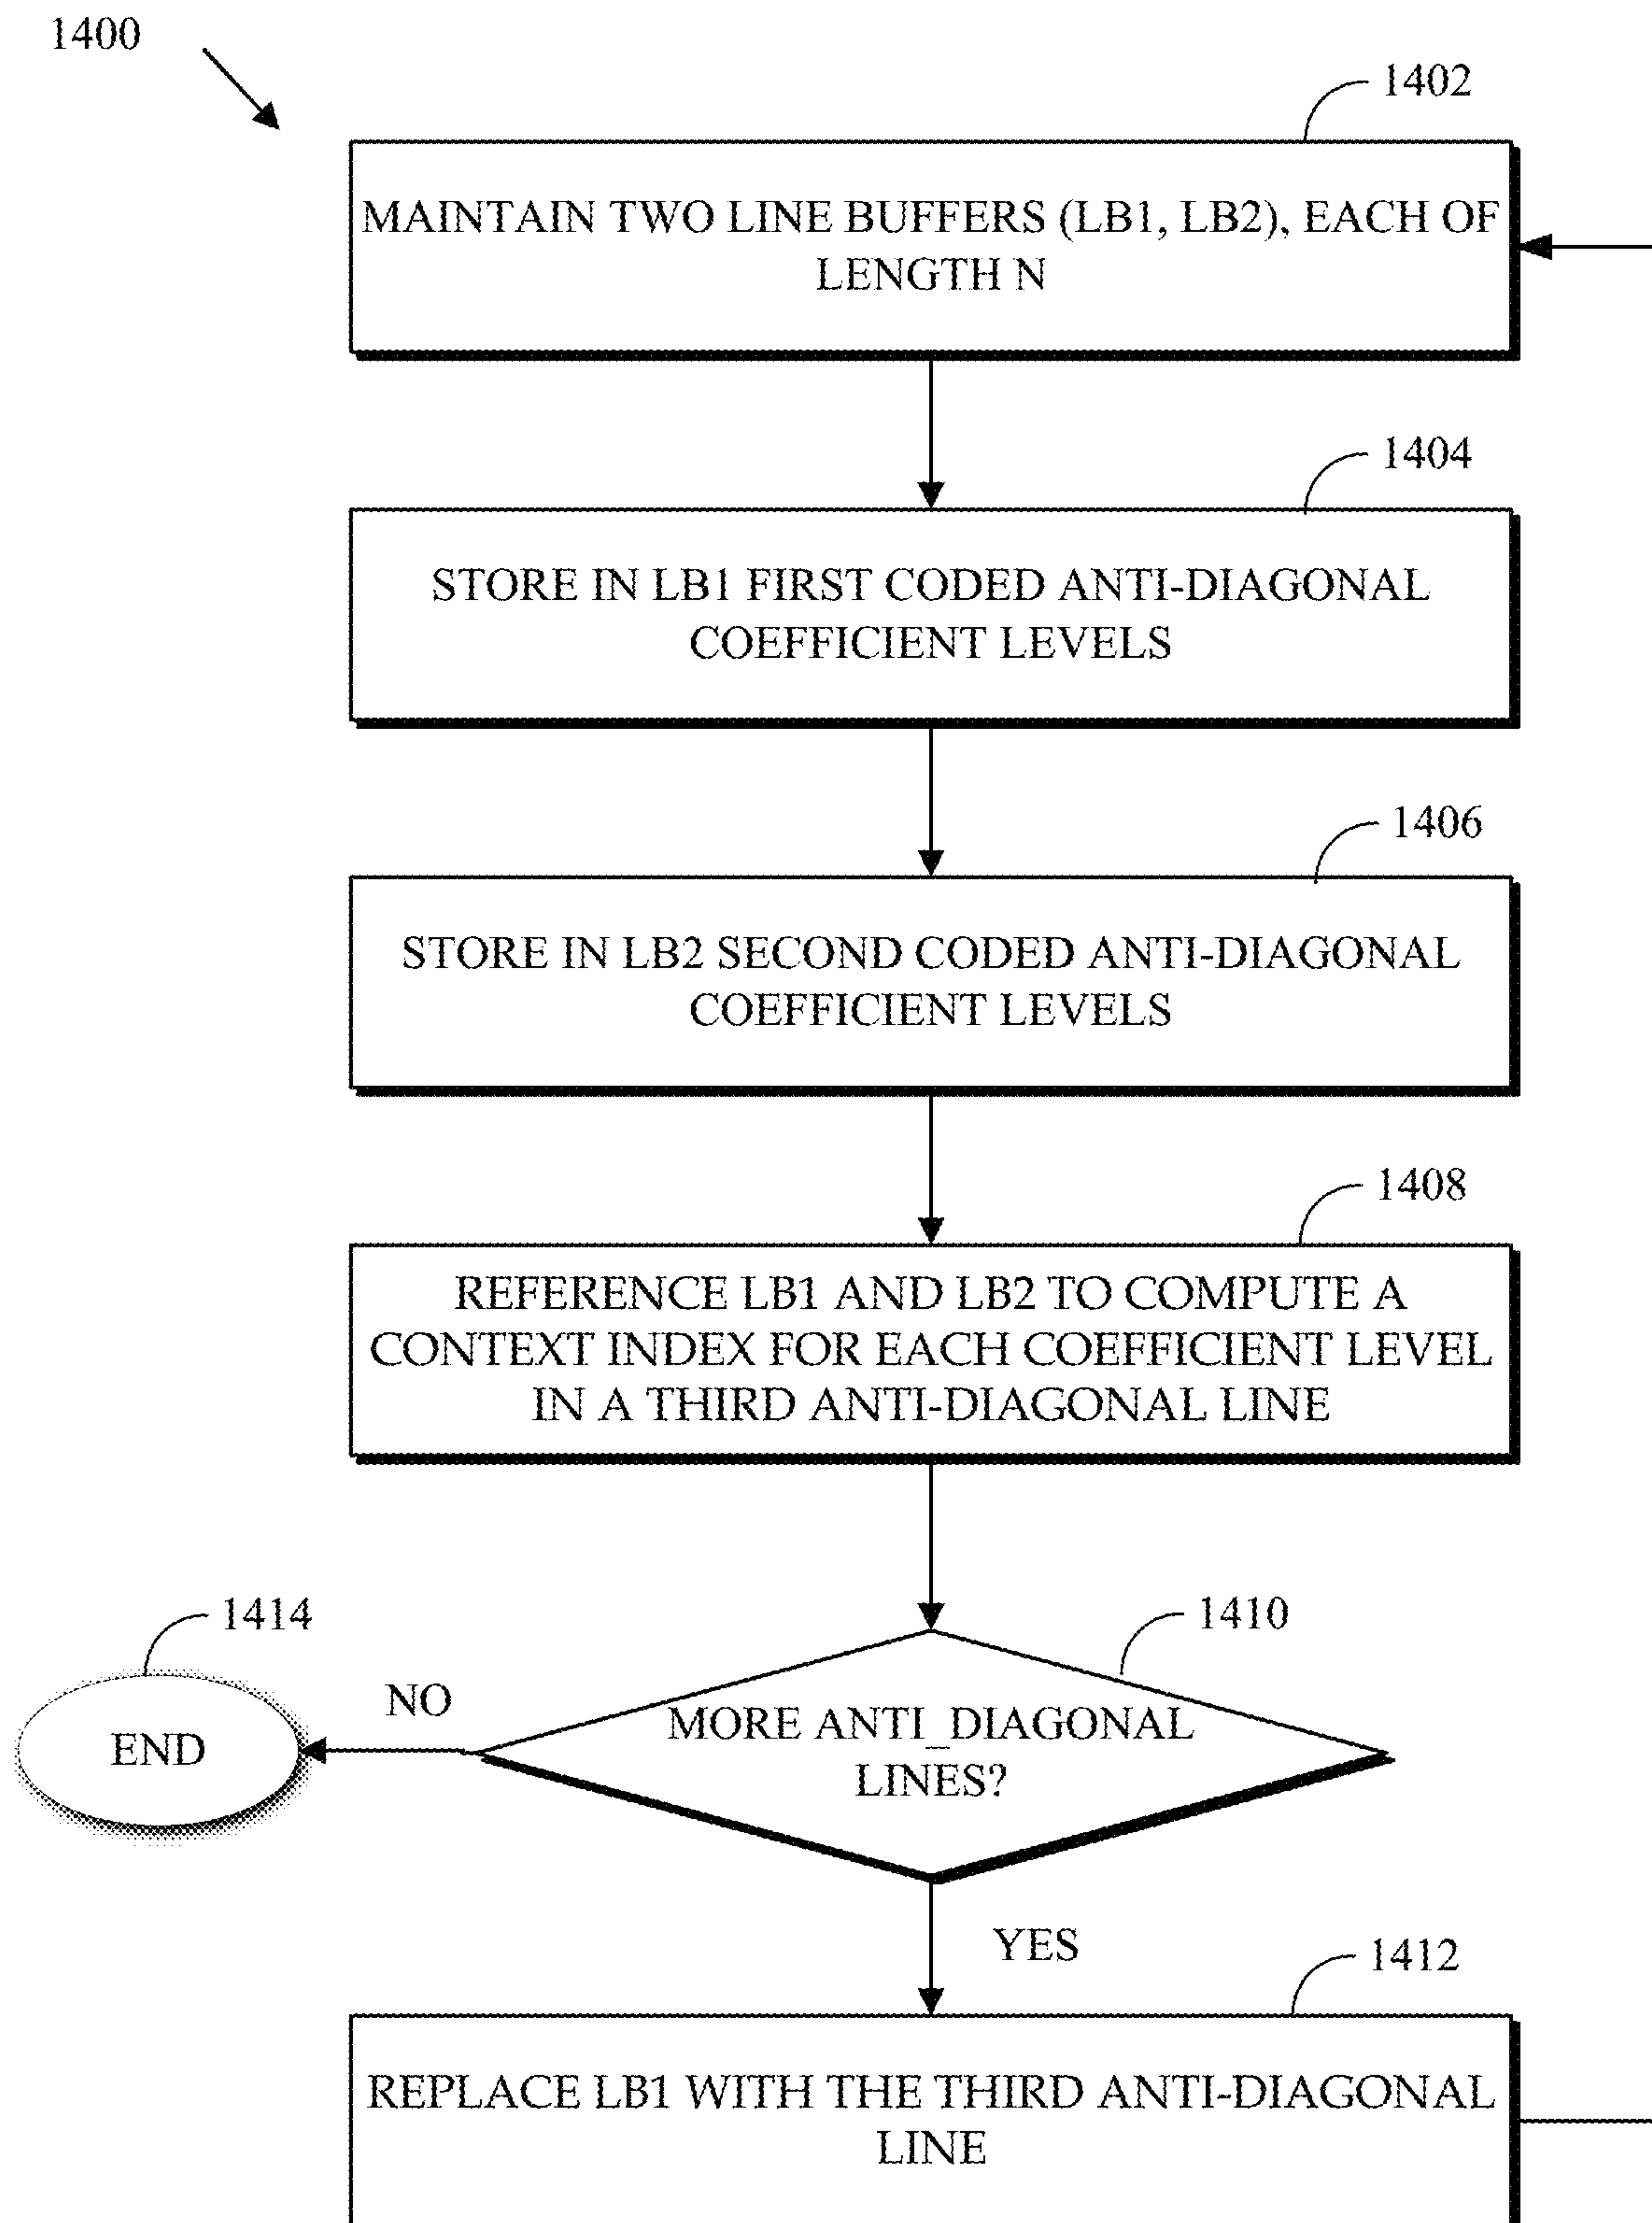 1400
1402
MAINTAIN TWO LINE BUFFERS (LB1, LB2), EACH OF
LENGTH N
1404
STORE IN LB1 FIRST CODED ANTI-DIAGONAL
COEFFICIENT LEVELS
1406
STORE IN LB2 SECOND CODED ANTI-DIAGONAL
COEFFICIENT LEVELS
1408
REFERENCE LB1 AND LB2 TO COMPUTE A
CONTEXT INDEX FOR EACH COEFFICIENT LEVEL
IN A THIRD ANTI-DIAGONAL LINE
1410
MORE ANTI_DIAGONAL
LINES?
NO
1414
END
YES
1412
REPLACE LB1 WITH THE THIRD ANTI-DIAGONAL
LINE